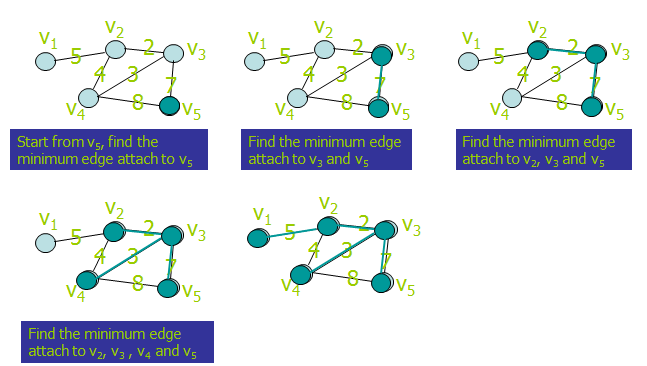 v1 5 v2 2 v3 4 3 7 v4 8 v5
Start from v5, find the
minimum edge attach to v5
v1 5 v2 2 v3 4 3 7 v4 8 v5
Find the minimum edge
attach to v3 and v5
v1 5 v2 2 v3 4 3 7 v4 8 v5
Find the minimum edge
attach to v2, v3 and v5
v1 5 v2 2 v3 4 3 7 v4 8 v5
Find the minimum edge
attach to v2, v3 , v4 and v5
v1 5 v2 2 v3 4 3 7 v4 8 v5